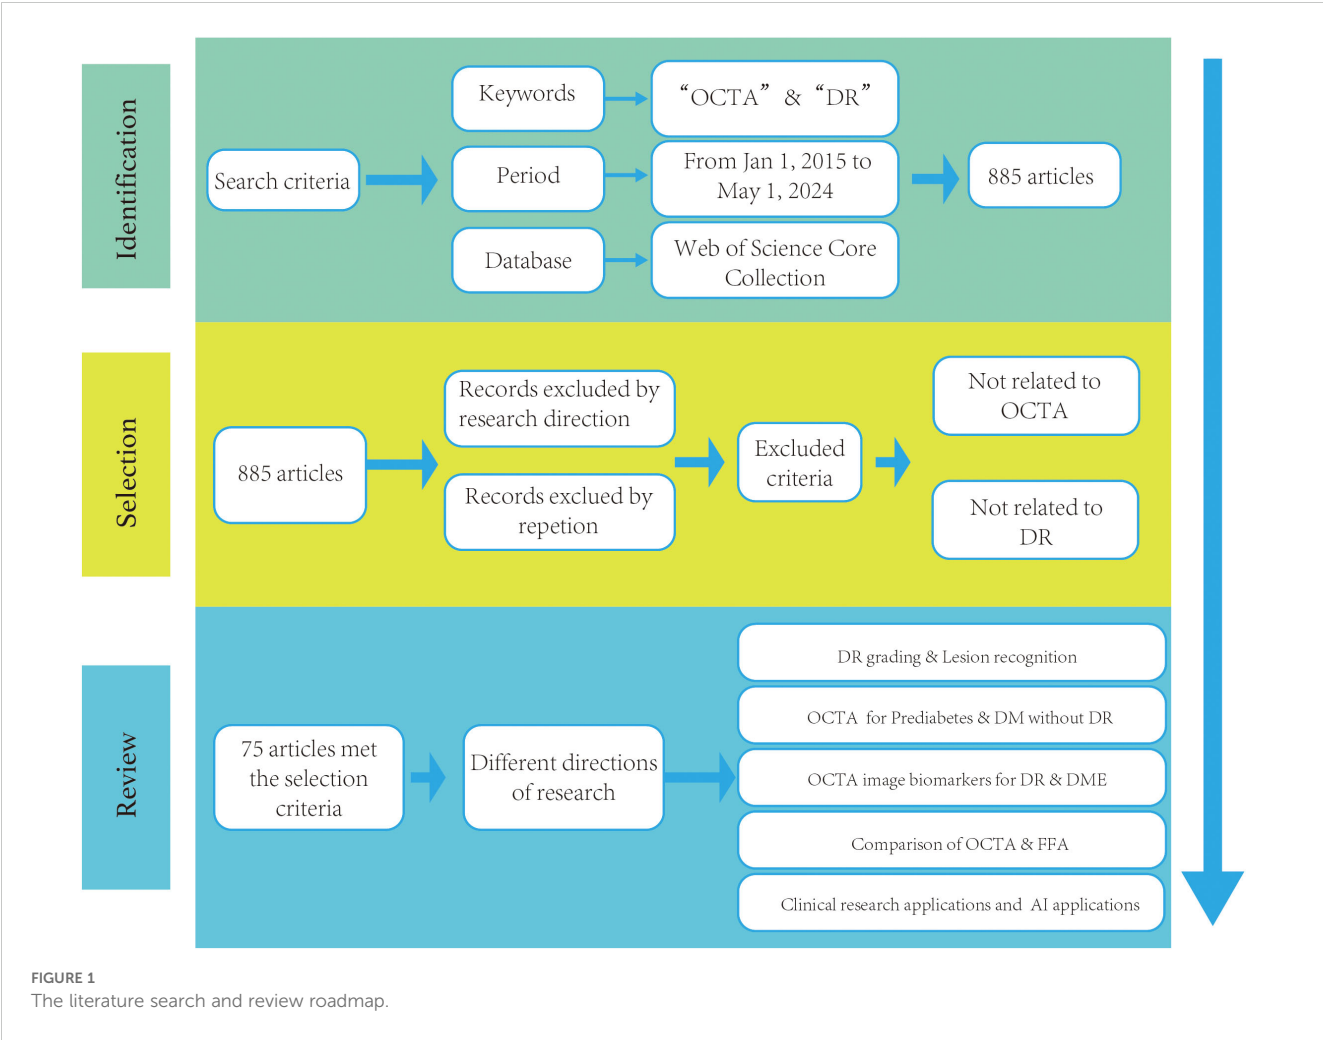 Identification
Search criteria
Keywords
“OCTA” & “DR”
Period
From Jan 1, 2015 to
May 1, 2024
Database
Web of Science Core
Collection
885 articles
Selection
885 articles
Records excluded by
research direction
Records exclued by
repetion
Excluded
criteria
Not related to
OCTA
Not related to
DR
Review
75 articles met
the selection
criteria
Different directions
of research
DR grading & Lesion recognition
OCTA for Prediabetes & DM without DR
OCTA image biomarkers for DR & DME
Comparison of OCTA & FFA
Clinical research applications and AI applications
FIGURE 1
The literature search and review roadmap.